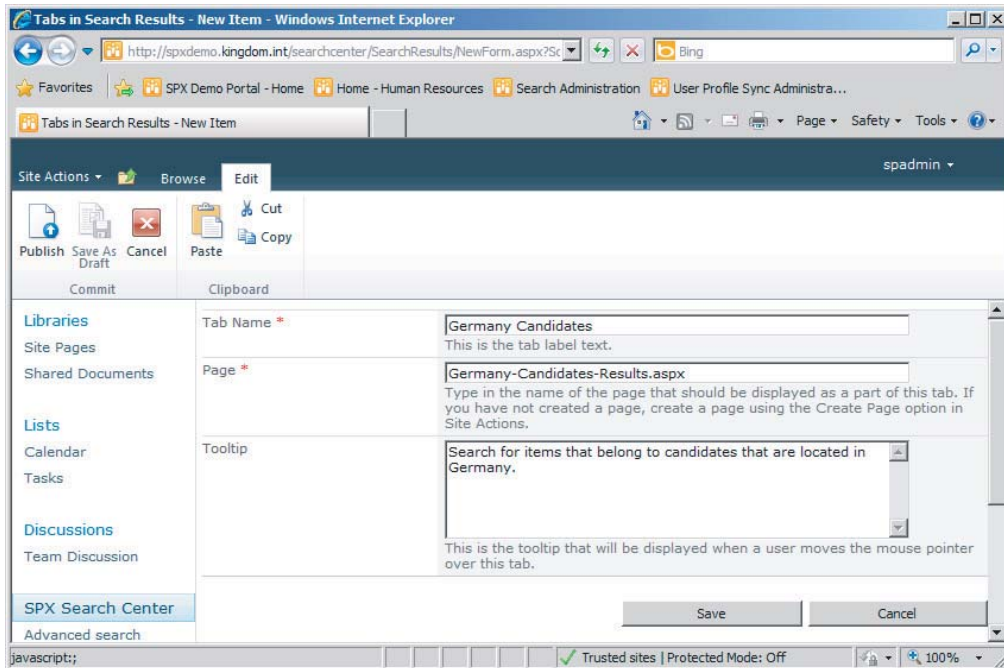 Tabs in Search Results - New Item - Windows Internet Explorer
http://spxdemo.kingdom.int/searchcenter/SearchResults/NewForm.aspx?Sc
Bing
Favorites
SPX Demo Portal - Home
Home - Human Resources
Search Administration
User Profile Sync Administra...
Tabs in Search Results - New Item
Page
Safety
Tools
spadmin
Site Actions
Browse
Edit
Publish
Save As
Draft
Cancel
Paste
Cut
Copy
Commit
Clipboard
Libraries
Site Pages
Shared Documents
Lists
Calendar
Tasks
Discussions
Team Discussion
SPX Search Center
Advanced search
Tab Name *
Germany Candidates
This is the tab label text.
Page *
Germany-Candidates-Results.aspx
Type in the name of the page that should be displayed as a part of this tab. If
you have not created a page, create a page using the Create Page option in
Site Actions.
Tooltip
Search for items that belong to candidates that are located in
Germany.
This is the tooltip that will be displayed when a user moves the mouse pointer
over this tab.
Save
Cancel
javascript:;
Trusted sites | Protected Mode: Off
100%